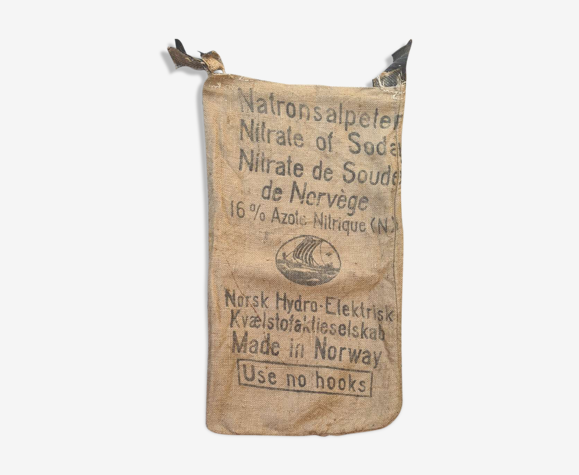 Natronsalpeter
Nitrate of Soda
Nitrate de Soude
de Norvège
16% Azote Nitrique (N)
Norsk Hydro-Elektrisk
Kvælstofaktieselskab
Made in Norway
Use no hooks